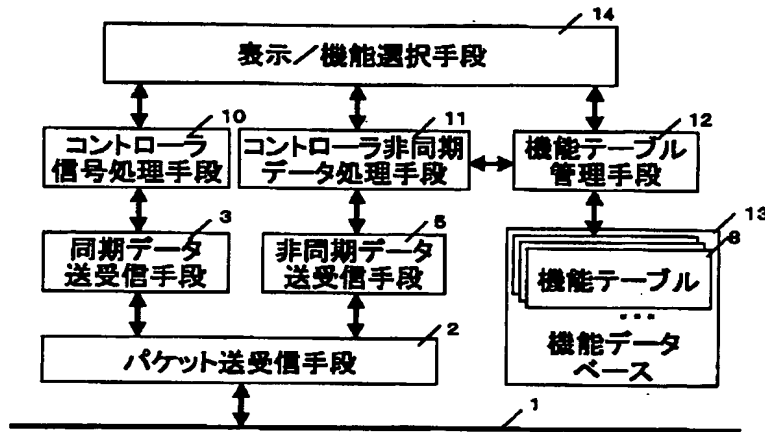 14
表示／機能選択手段
10
コントローラ
信号処理手段
11
コントローラ非同期
データ処理手段
12
機能テーブル
管理手段
3
同期データ
送受信手段
5
非同期データ
送受信手段
13
8
機能テーブル
...
機能データ
ベース
2
パケット送受信手段
1